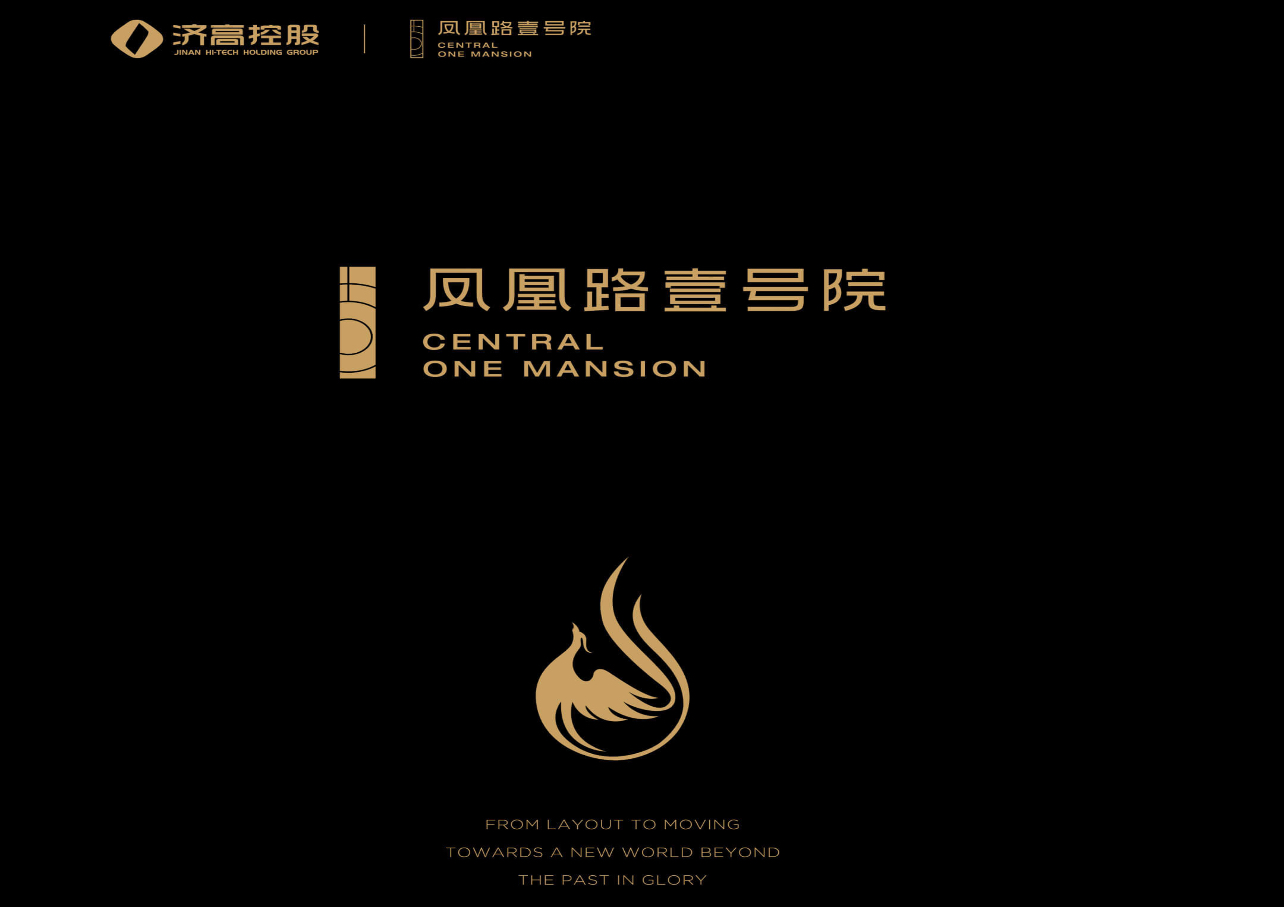 济高控股
JINAN HI-TECH HOLDING GROUP
凤凰路壹号院
CENTRAL
ONE MANSION
凤凰路壹号院
CENTRAL
ONE MANSION
FROM LAYOUT TO MOVING
TOWARDS A NEW WORLD BEYOND
THE PAST IN GLORY